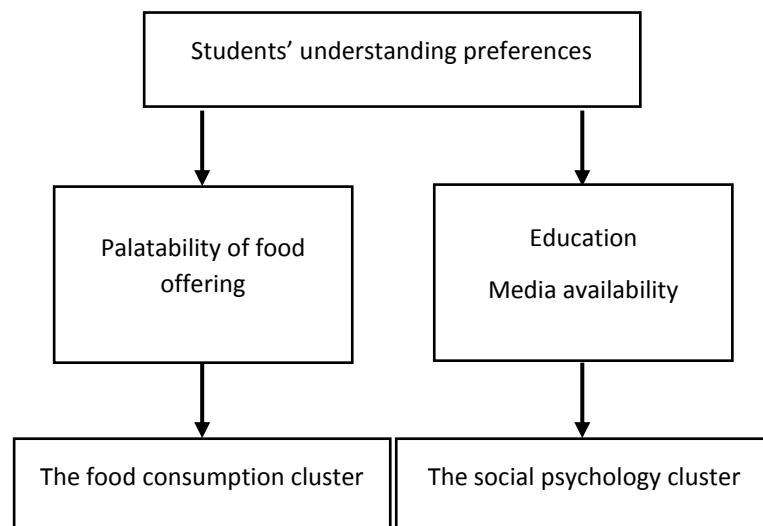 Students’ understanding preferences
Palatability of food
offering
Education
Media availability
The food consumption cluster
The social psychology cluster